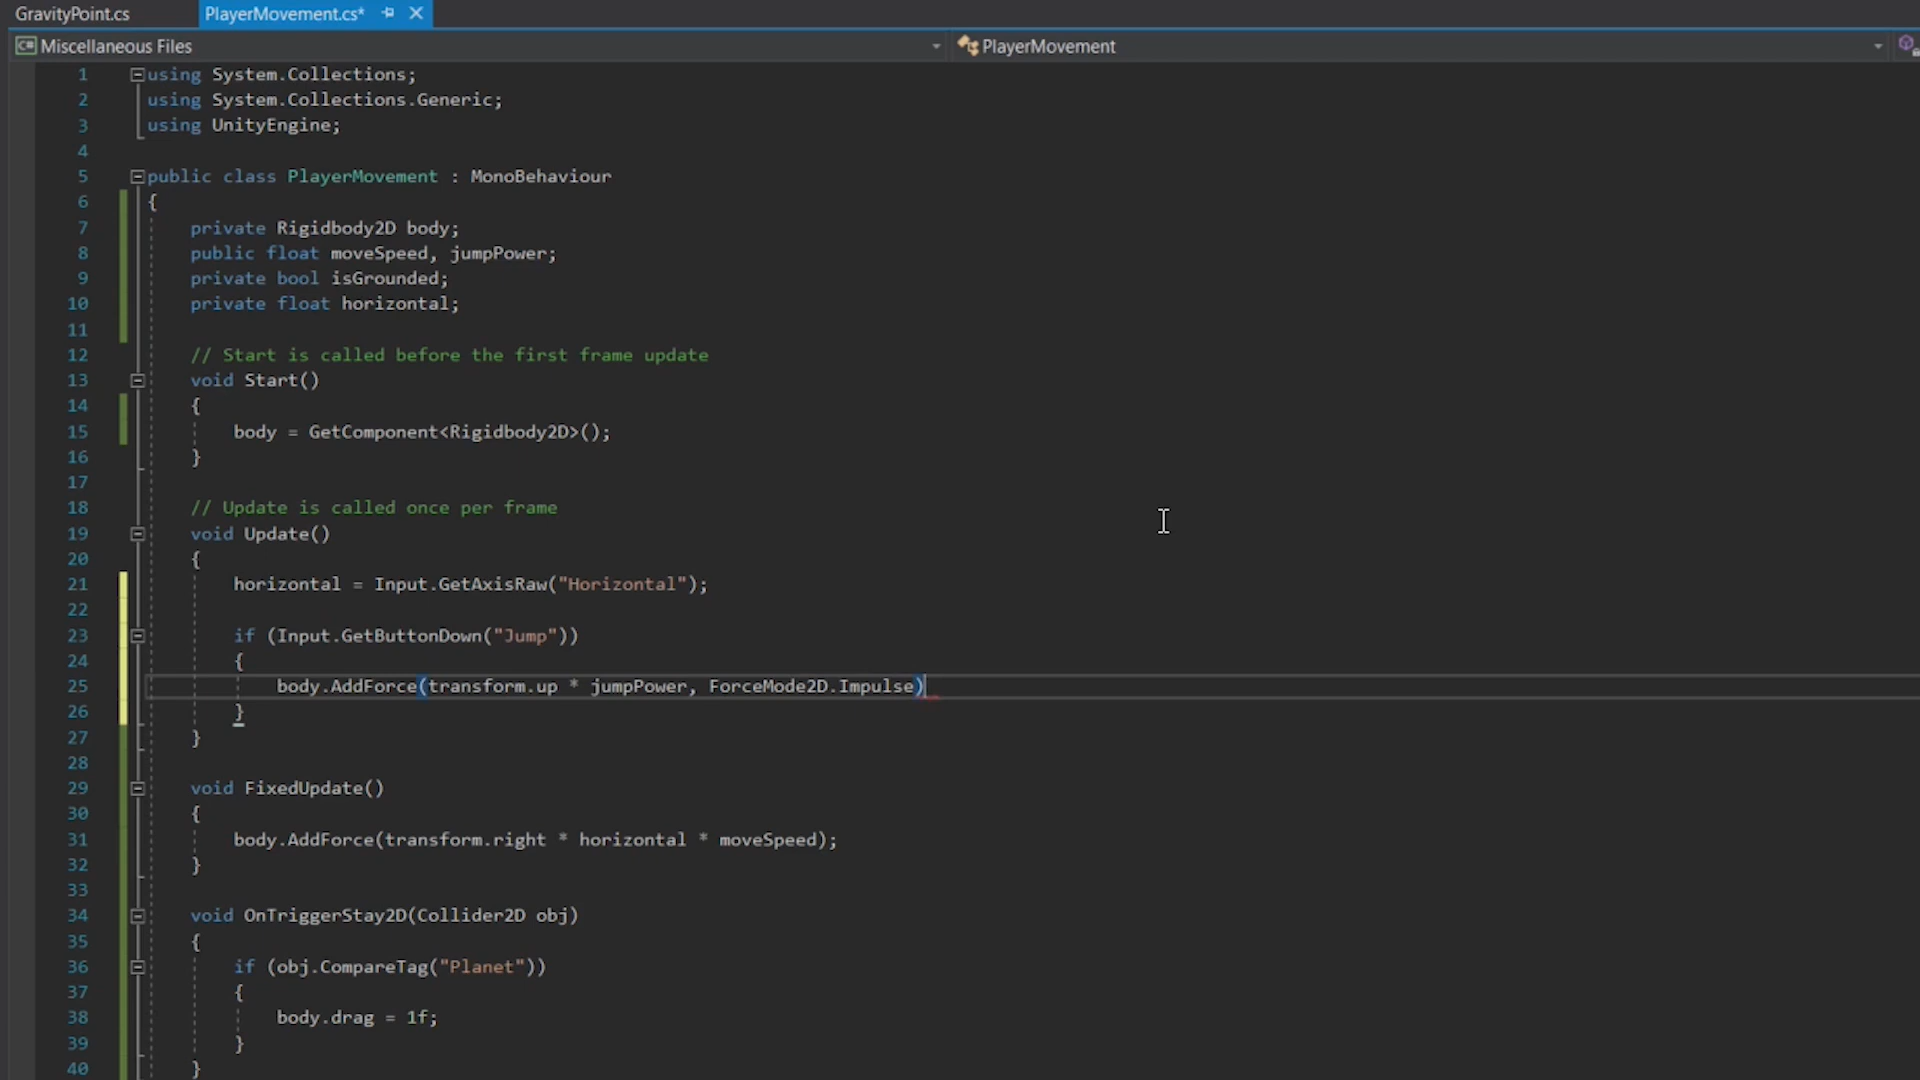 GravityPoint.cs
PlayerMovement.cs*
C# Miscellaneous Files
PlayerMovement
1 using System.Collections;
2 using System.Collections.Generic;
3 using UnityEngine;
4
5 public class PlayerMovement : MonoBehaviour
6 {
7 private Rigidbody2D body;
8 public float moveSpeed, jumpPower;
9 private bool isGrounded;
10 private float horizontal;
11
12 // Start is called before the first frame update
13 void Start()
14 {
15 body = GetComponent<Rigidbody2D>();
16 }
17
18 // Update is called once per frame
19 void Update()
20 {
21 horizontal = Input.GetAxisRaw("Horizontal");
22
23 if (Input.GetButtonDown("Jump"))
24 {
25 body.AddForce(transform.up * jumpPower, ForceMode2D.Impulse)
26 }
27 }
28
29 void FixedUpdate()
30 {
31 body.AddForce(transform.right * horizontal * moveSpeed);
32 }
33
34 void OnTriggerStay2D(Collider2D obj)
35 {
36 if (obj.CompareTag("Planet"))
37 {
38 body.drag = 1f;
39 }
40 }